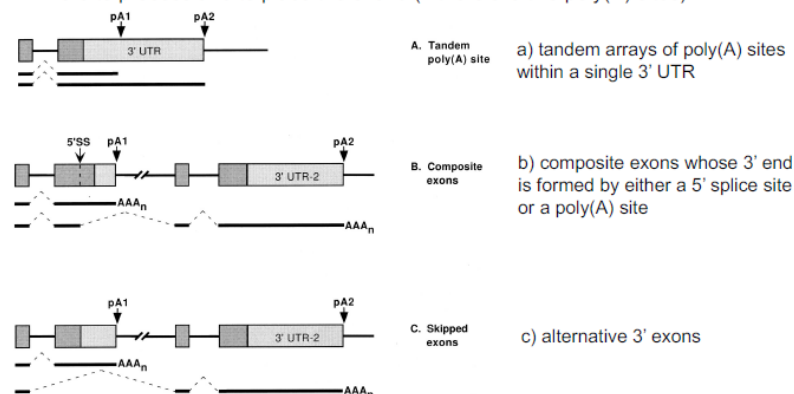 pA1 pA2
3' UTR
A. Tandem
poly(A) site
a) tandem arrays of poly(A) sites
within a single 3' UTR
5'SS pA1 pA2
3' UTR-2
AAAn
AAAn
B. Composite
exons
b) composite exons whose 3' end
is formed by either a 5' splice site
or a poly(A) site
pA1 pA2
3' UTR-2
AAAn
AAAn
C. Skipped
exons
c) alternative 3' exons